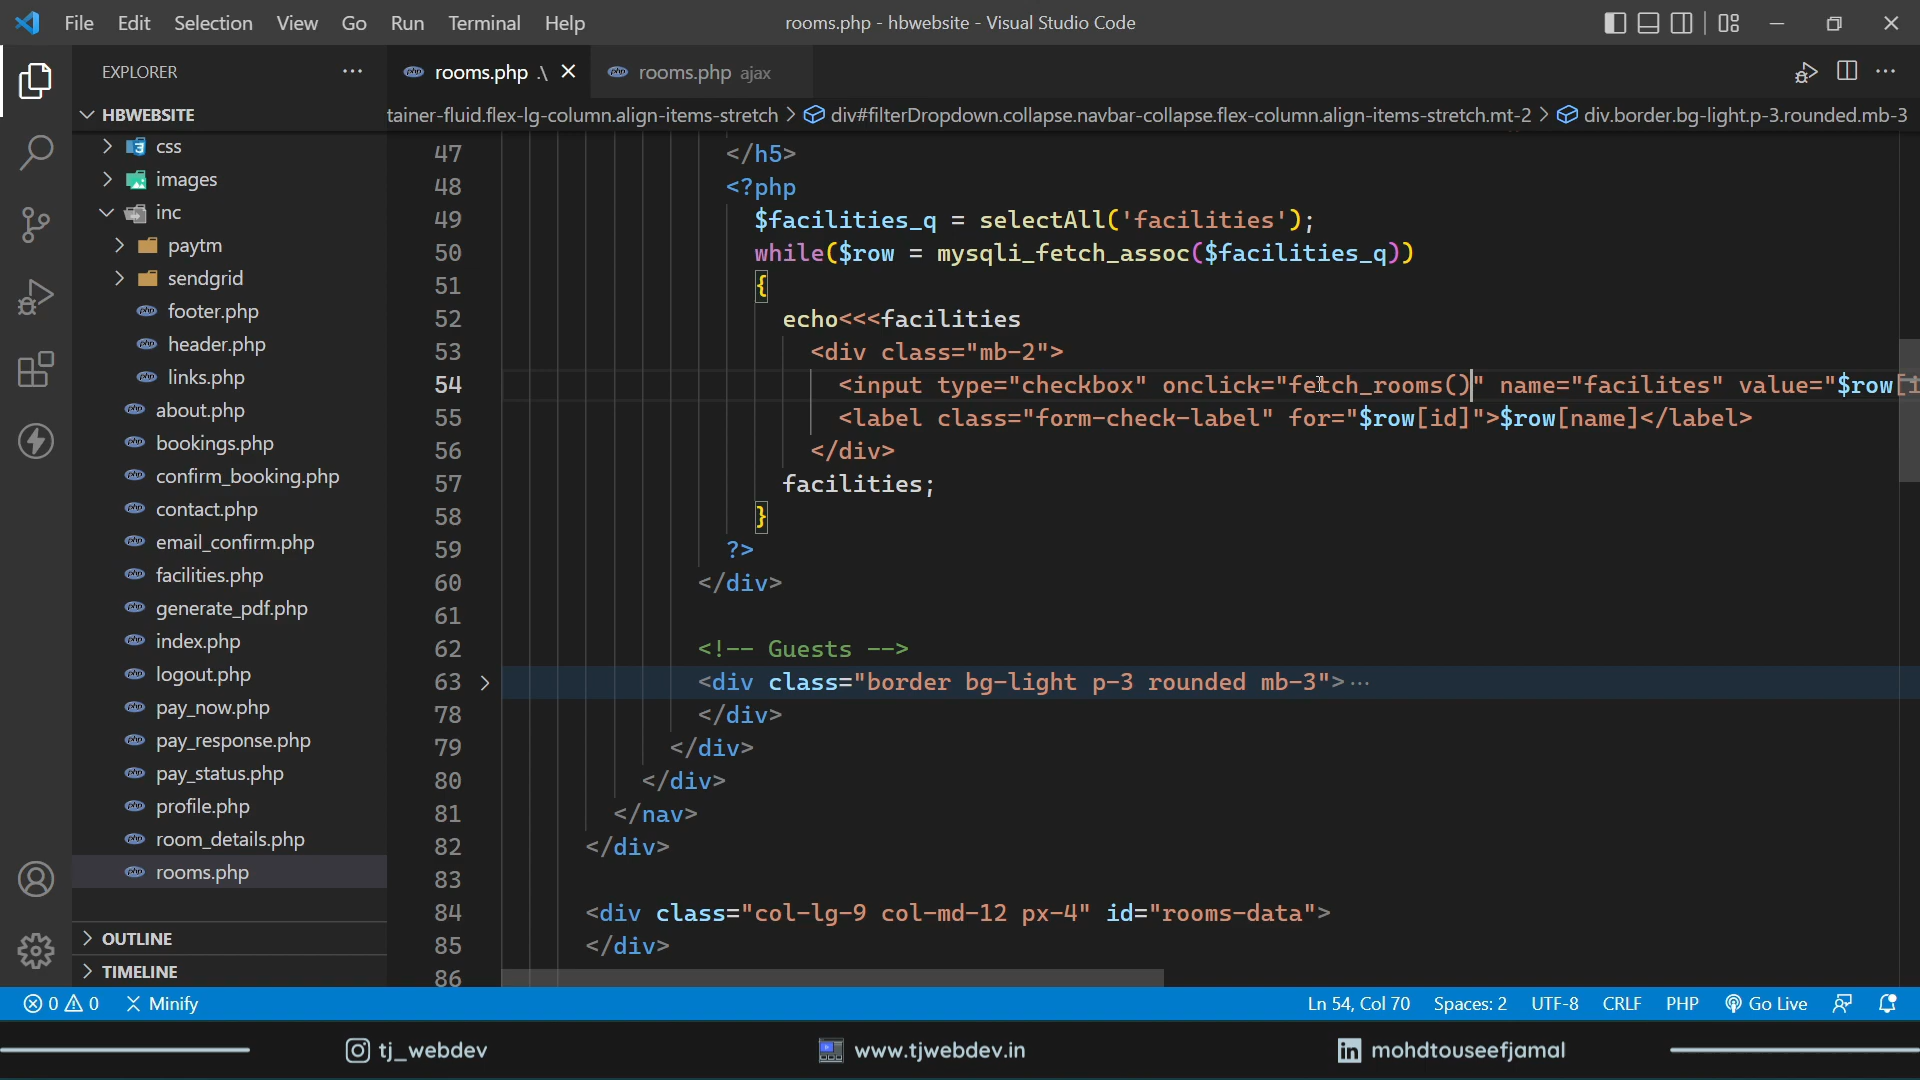 File Edit Selection View Go Run Terminal Help
rooms.php - hbwebsite - Visual Studio Code
EXPLORER
HBWEBSITE
css
images
inc
paytm
sendgrid
footer.php
header.php
links.php
about.php
bookings.php
confirm_booking.php
contact.php
email_confirm.php
facilities.php
generate_pdf.php
index.php
logout.php
pay_now.php
pay_response.php
pay_status.php
profile.php
room_details.php
rooms.php
OUTLINE
TIMELINE
rooms.php .\
rooms.php ajax
tainer-fluid.flex-lg-column.align-items-stretch > div#filterDropdown.collapse.navbar-collapse.flex-column.align-items-stretch.mt-2 > div.border.bg-light.p-3.rounded.mb-3
47 </h5>
48 <?php
49 $facilities_q = selectAll('facilities');
50 while($row = mysqli_fetch_assoc($facilities_q))
51 {
52 echo<<<facilities
53 <div class="mb-2">
54 <input type="checkbox" onclick="fetch_rooms()" name="facilites" value="$row[i
55 <label class="form-check-label" for="$row[id]">$row[name]</label>
56 </div>
57 facilities;
58 }
59 ?>
60 </div>
61
62 <!-- Guests -->
63 <div class="border bg-light p-3 rounded mb-3">…
78 </div>
79 </div>
80 </div>
81 </nav>
82 </div>
83
84 <div class="col-lg-9 col-md-12 px-4" id="rooms-data">
85 </div>
86
0 0 Minify
Ln 54, Col 70 Spaces: 2 UTF-8 CRLF PHP Go Live
tj_webdev
www.tjwebdev.in
mohdtouseefjamal